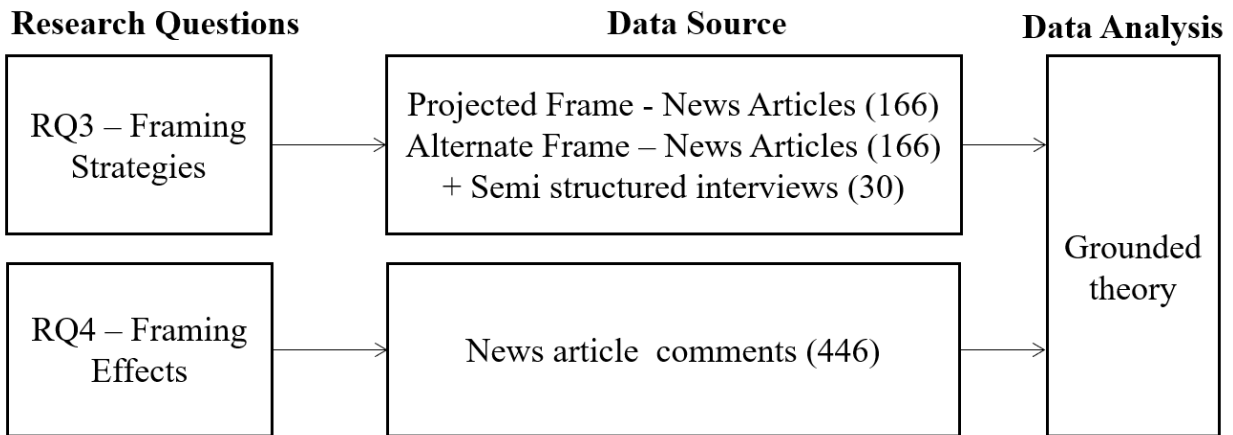 Research Questions
Data Source
Data Analysis
RQ3 – Framing
Strategies
Projected Frame - News Articles (166)
Alternate Frame – News Articles (166)
+ Semi structured interviews (30)
RQ4 – Framing
Effects
News article  comments (446)
Grounded
theory